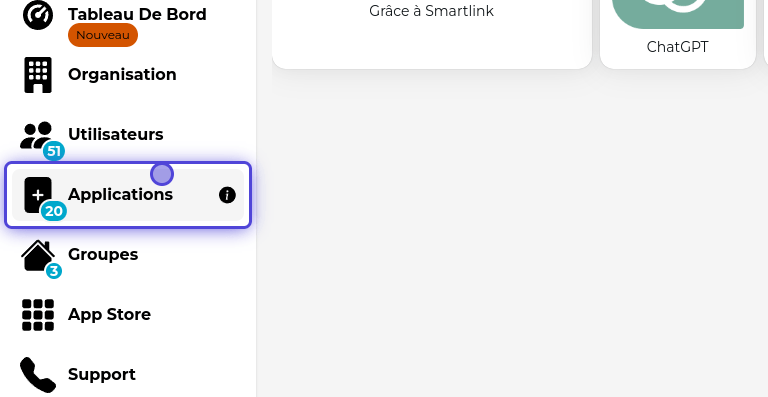 Tableau De Bord
Nouveau
Organisation
Utilisateurs
51
Applications
20
Groupes
3
App Store
Support
Grâce à Smartlink
ChatGPT